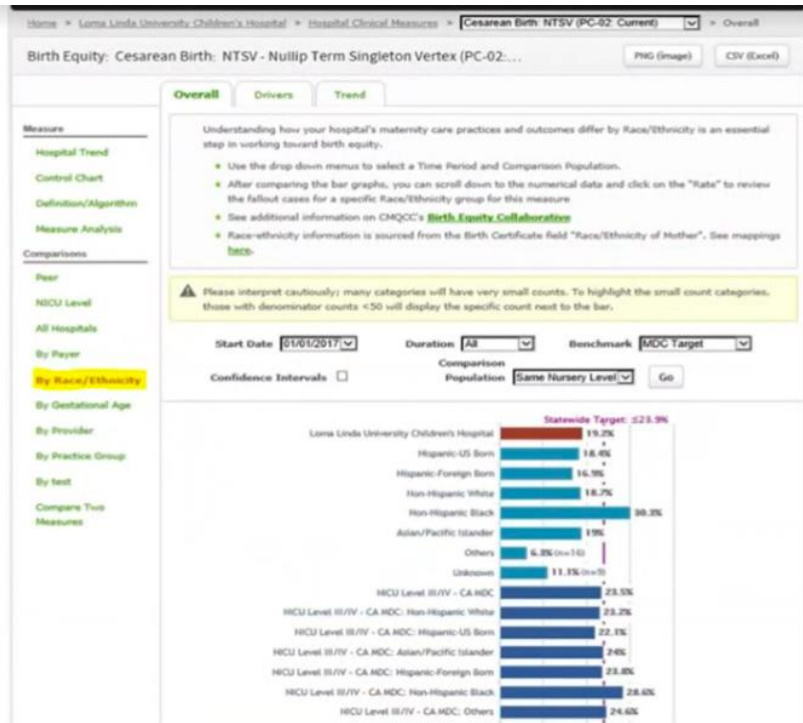 Home » Loma Linda University Children's Hospital » Hospital Clinical Measures » Cesarean Birth: NTSV (PC-02: Current) » Overall
Birth Equity: Cesarean Birth: NTSV - Nullip Term Singleton Vertex (PC-02:...
PNG (image)
CSV (Excel)
Overall
Drivers
Trend
Measure
Hospital Trend
Control Chart
Definition/Algorithm
Measure Analysis
Comparisons
Peer
NICU Level
All Hospitals
By Payer
By Race/Ethnicity
By Gestational Age
By Provider
By Practice Group
By test
Compare Two
Measures
Understanding how your hospital's maternity care practices and outcomes differ by Race/Ethnicity is an essential
step in working toward birth equity.
Use the drop down menus to select a Time Period and Comparison Population.
After comparing the bar graphs, you can scroll down to the numerical data and click on the "Rate" to review
the fallout cases for a specific Race/Ethnicity group for this measure
See additional information on CMQCC's Birth Equity Collaborative
Race-ethnicity information is sourced from the Birth Certificate field "Race/Ethnicity of Mother". See mappings
here.
Please interpret cautiously; many categories will have very small counts. To highlight the small count categories,
those with denominator counts <50 will display the specific count next to the bar.
Start Date 01/01/2017 Duration All Benchmark MDC Target
Confidence Intervals Comparison
Population Same Nursery Level Go
Statewide Target: ≤23.9%
Loma Linda University Children's Hospital 19.2%
Hispanic-US Born 18.4%
Hispanic-Foreign Born 16.9%
Non-Hispanic White 18.7%
Non-Hispanic Black 30.3%
Asian/Pacific Islander 19%
Others 6.3% (n=16)
Unknown 11.1% (n=9)
NICU Level III/IV - CA MDC 23.5%
NICU Level III/IV - CA MDC: Non-Hispanic White 23.2%
NICU Level III/IV - CA MDC: Hispanic-US Born 22.1%
NICU Level III/IV - CA MDC: Asian/Pacific Islander 24%
NICU Level III/IV - CA MDC: Hispanic-Foreign Born 23.8%
NICU Level III/IV - CA MDC: Non-Hispanic Black 28.6%
NICU Level III/IV - CA MDC: Others 24.6%